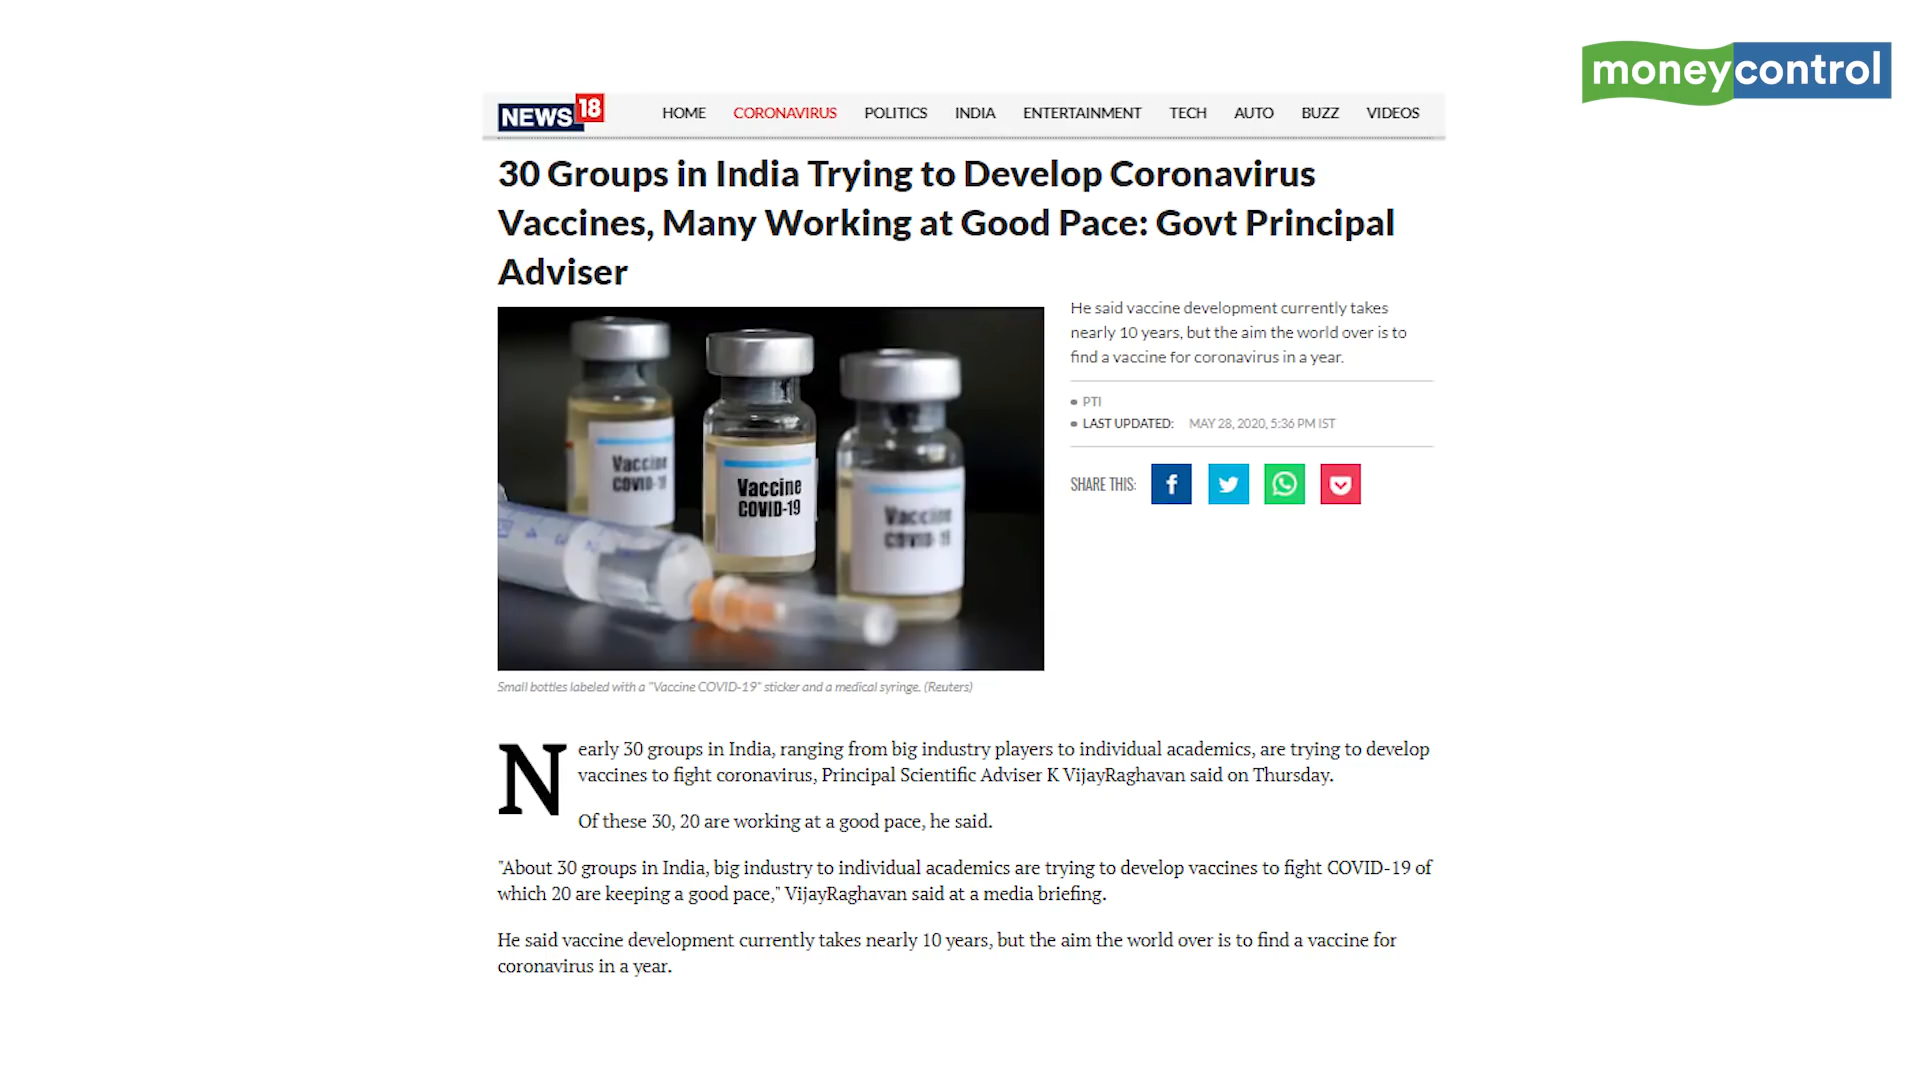 moneycontrol
NEWS 18
HOME CORONAVIRUS POLITICS INDIA ENTERTAINMENT TECH AUTO BUZZ VIDEOS
30 Groups in India Trying to Develop Coronavirus
Vaccines, Many Working at Good Pace: Govt Principal
Adviser
Vaccine
COVID-19
Vaccine
COVID-19
Vaccine
COVID-19
Small bottles labeled with a "Vaccine COVID-19" sticker and a medical syringe. (Reuters)
He said vaccine development currently takes
nearly 10 years, but the aim the world over is to
find a vaccine for coronavirus in a year.
PTI
LAST UPDATED: MAY 28, 2020, 5:36 PM IST
SHARE THIS:
Nearly 30 groups in India, ranging from big industry players to individual academics, are trying to develop
vaccines to fight coronavirus, Principal Scientific Adviser K VijayRaghavan said on Thursday.
Of these 30, 20 are working at a good pace, he said.
"About 30 groups in India, big industry to individual academics are trying to develop vaccines to fight COVID-19 of
which 20 are keeping a good pace," VijayRaghavan said at a media briefing.
He said vaccine development currently takes nearly 10 years, but the aim the world over is to find a vaccine for
coronavirus in a year.